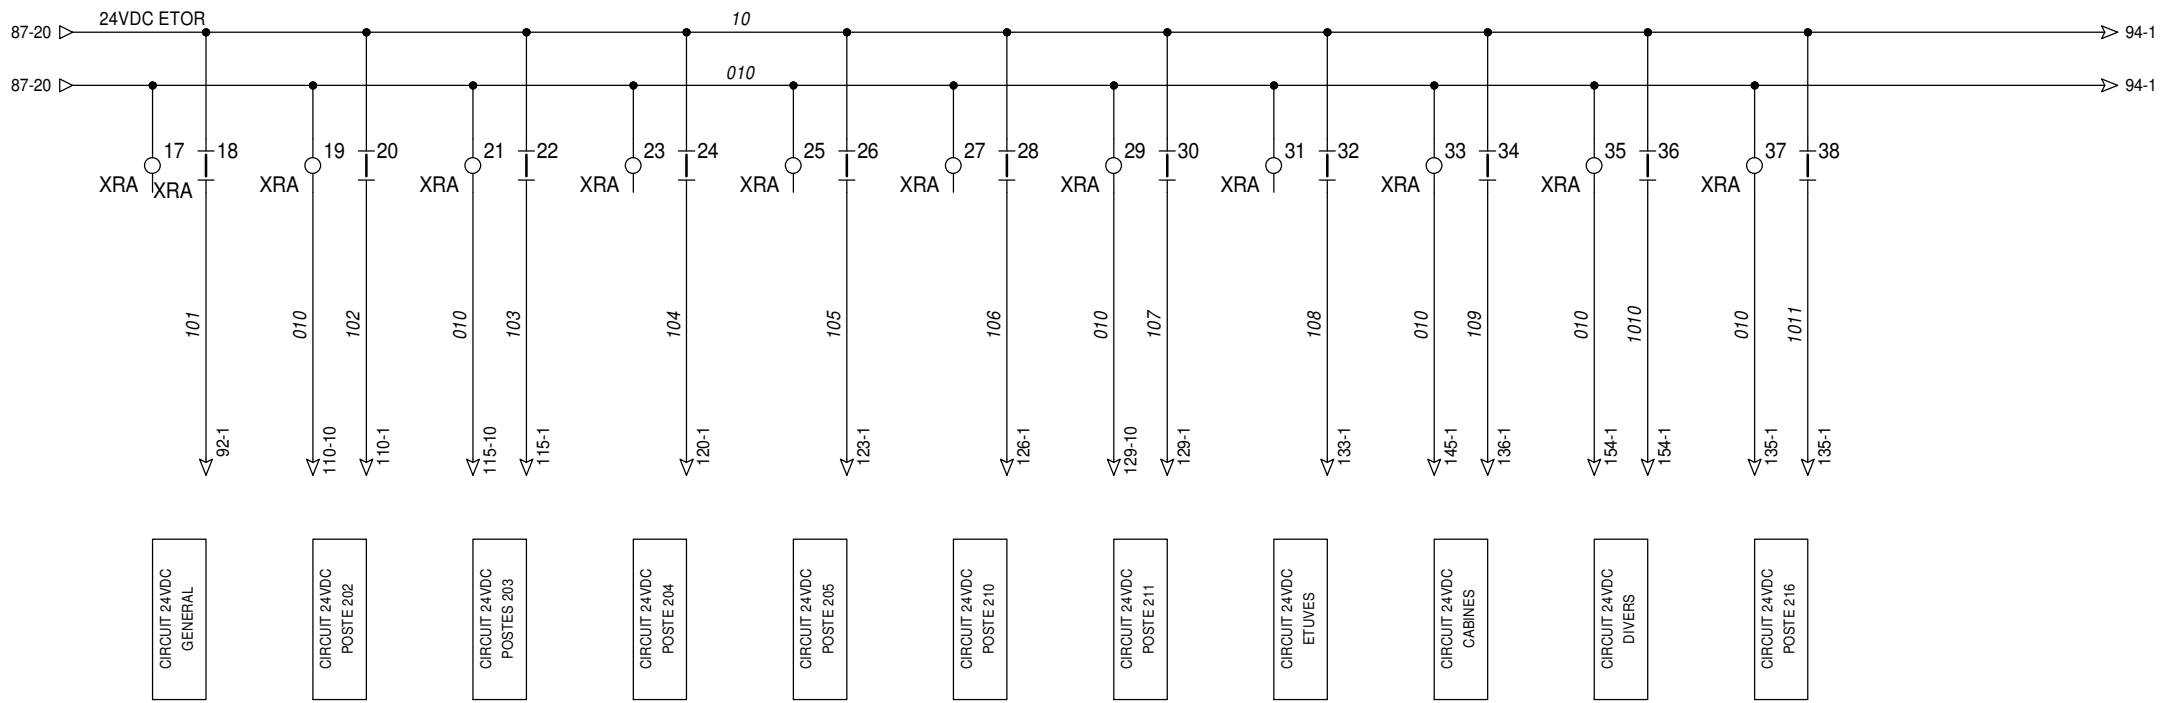 24VDC ETOR
10
87-20
94-1
010
87-20
94-1
17
18
19
20
21
22
23
24
25
26
27
28
29
30
31
32
33
34
35
36
37
38
XRA
XRA
XRA
XRA
XRA
XRA
XRA
XRA
XRA
XRA
XRA
XRA
101
010
102
010
103
104
105
106
010
107
108
010
109
010
1010
010
1011
92-1
110-10
110-1
115-10
115-1
120-1
123-1
126-1
129-10
129-1
133-1
145-1
136-1
154-1
154-1
135-1
135-1
CIRCUIT 24VDC
GENERAL
CIRCUIT 24VDC
POSTE 202
CIRCUIT 24VDC
POSTES 203
CIRCUIT 24VDC
POSTE 204
CIRCUIT 24VDC
POSTE 205
CIRCUIT 24VDC
POSTE 210
CIRCUIT 24VDC
POSTE 211
CIRCUIT 24VDC
ETUVES
CIRCUIT 24VDC
CABINES
CIRCUIT 24VDC
DIVERS
CIRCUIT 24VDC
POSTE 216